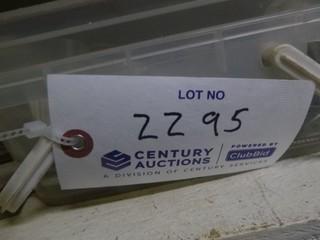 LOT NO
2295
CENTURY AUCTIONS POWERED BY ClubBid
A DIVISION OF CENTURY SERVICES